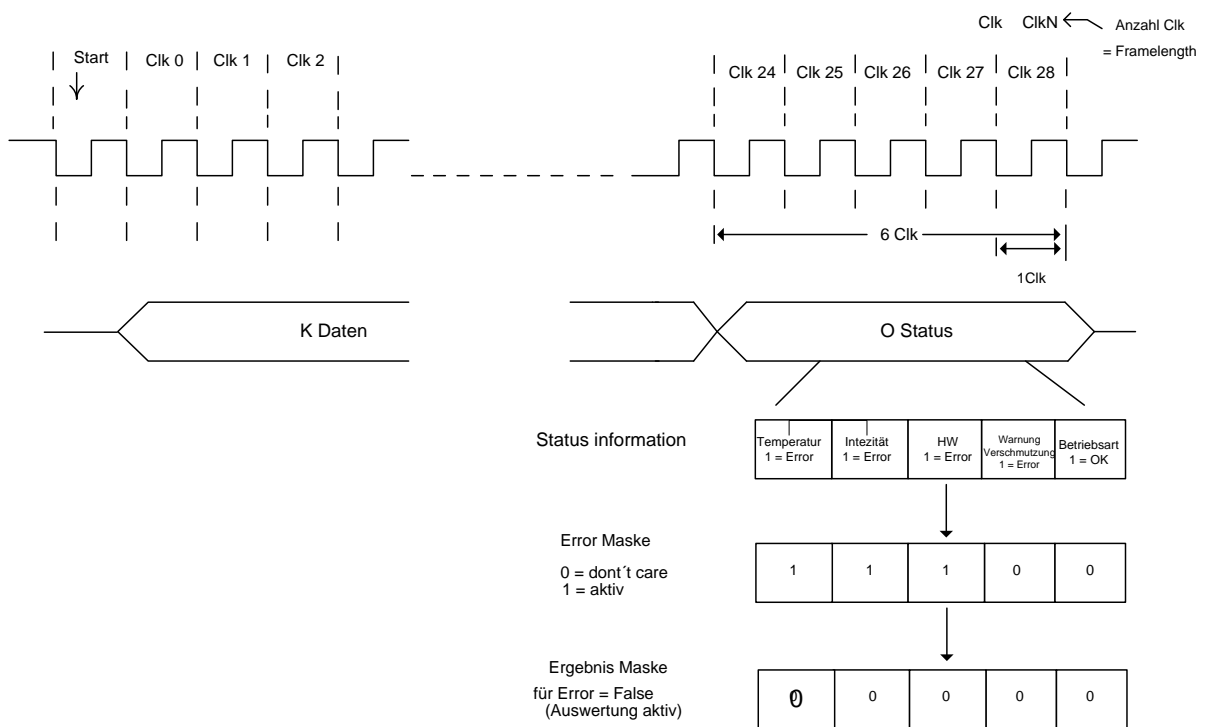 Clk ClkN Anzahl Clk
= Framelength
Start Clk 0 Clk 1 Clk 2
Clk 24 Clk 25 Clk 26 Clk 27 Clk 28
6 Clk
1Clk
K Daten
O Status
Status information
Temperatur
1 = Error
Intezität
1 = Error
HW
1 = Error
Warnung
Verschmutzung
1 = Error
Betriebsart
1 = OK
Error Maske
0 = dont´t care
1 = aktiv
1 1 1 0 0
Ergebnis Maske
für Error = False
(Auswertung aktiv)
0 0 0 0 0